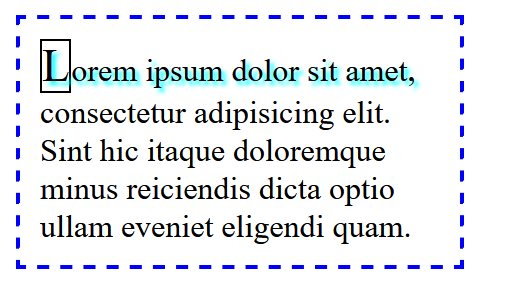 Lorem ipsum dolor sit amet,
consectetur adipisicing elit.
Sint hic itaque doloremque
minus reiciendis dicta optio
ullam eveniet eligendi quam.